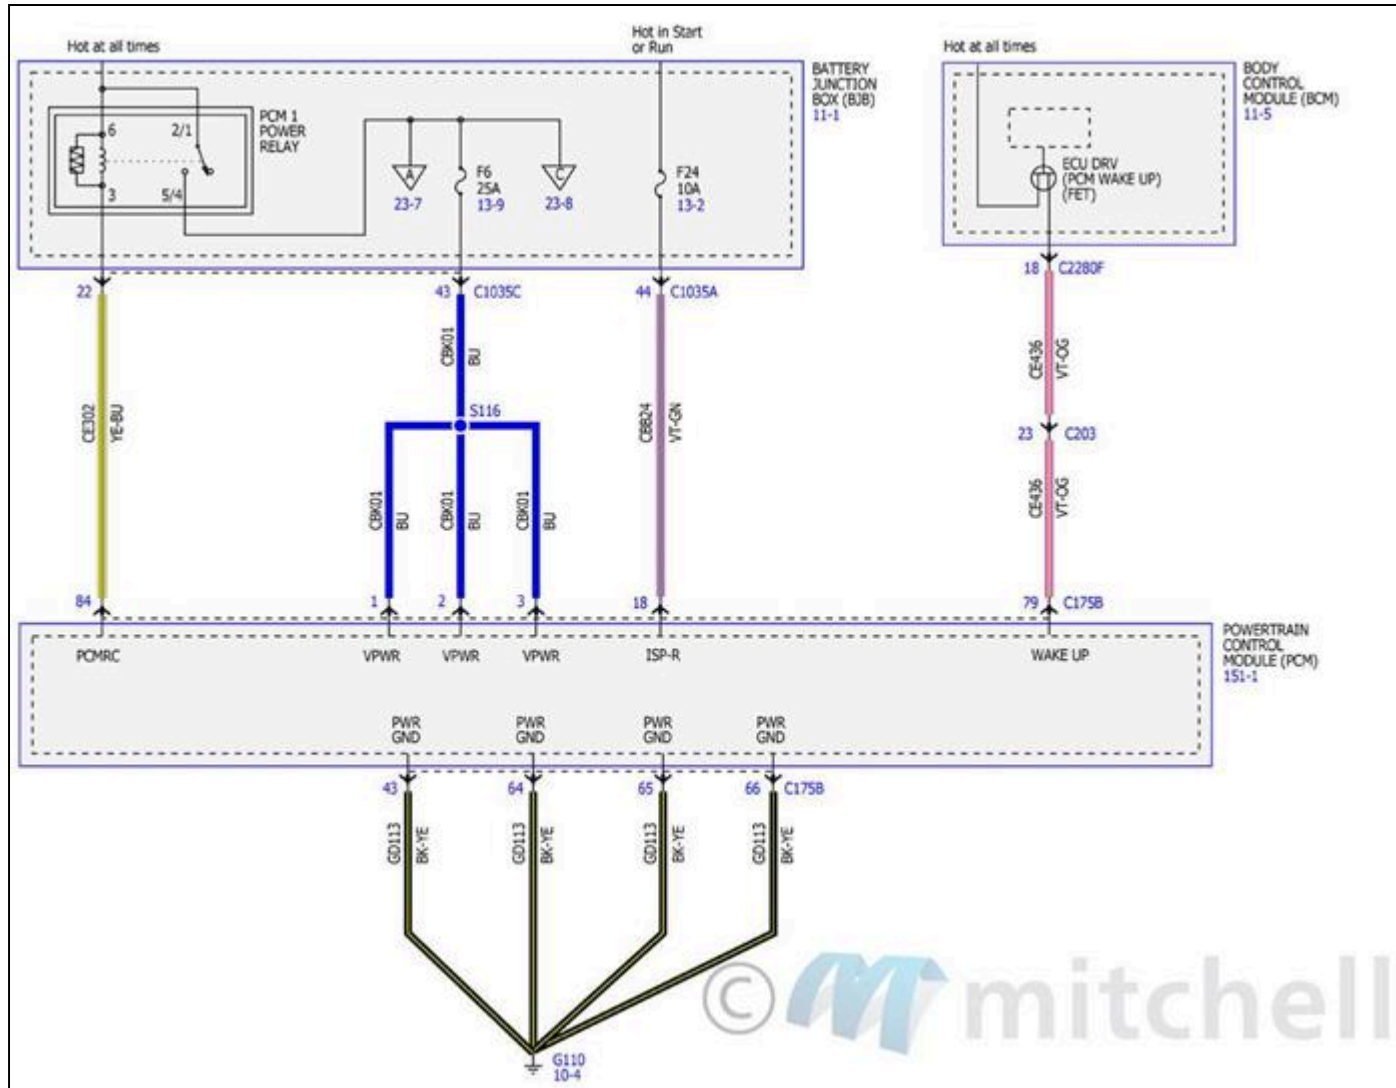 Hot at all times
Hot in Start
or Run
Hot at all times
BATTERY
JUNCTION
BOX (BJB)
11-1
BODY
CONTROL
MODULE (BCM)
11-5
PCM 1
POWER
RELAY
6
2/1
3
5/4
A
23-7
F6
25A
13-9
C
23-8
F24
10A
13-2
ECU DRV
(PCM WAKE UP)
(FET)
22
43
C1035C
44
C1035A
18
C2280F
CBK01
BU
CE436
VT-OG
S116
CE302
YE-BU
CBB24
VT-GN
23
C203
CBK01
BU
CBK01
BU
CBK01
BU
CE436
VT-OG
84
1
2
3
18
79
C175B
PCMRC
VPWR
VPWR
VPWR
ISP-R
WAKE UP
POWERTRAIN
CONTROL
MODULE (PCM)
151-1
PWR
GND
PWR
GND
PWR
GND
PWR
GND
43
64
65
66
C175B
GD113
BK-YE
GD113
BK-YE
GD113
BK-YE
GD113
BK-YE
G110
10-4
© mitchell